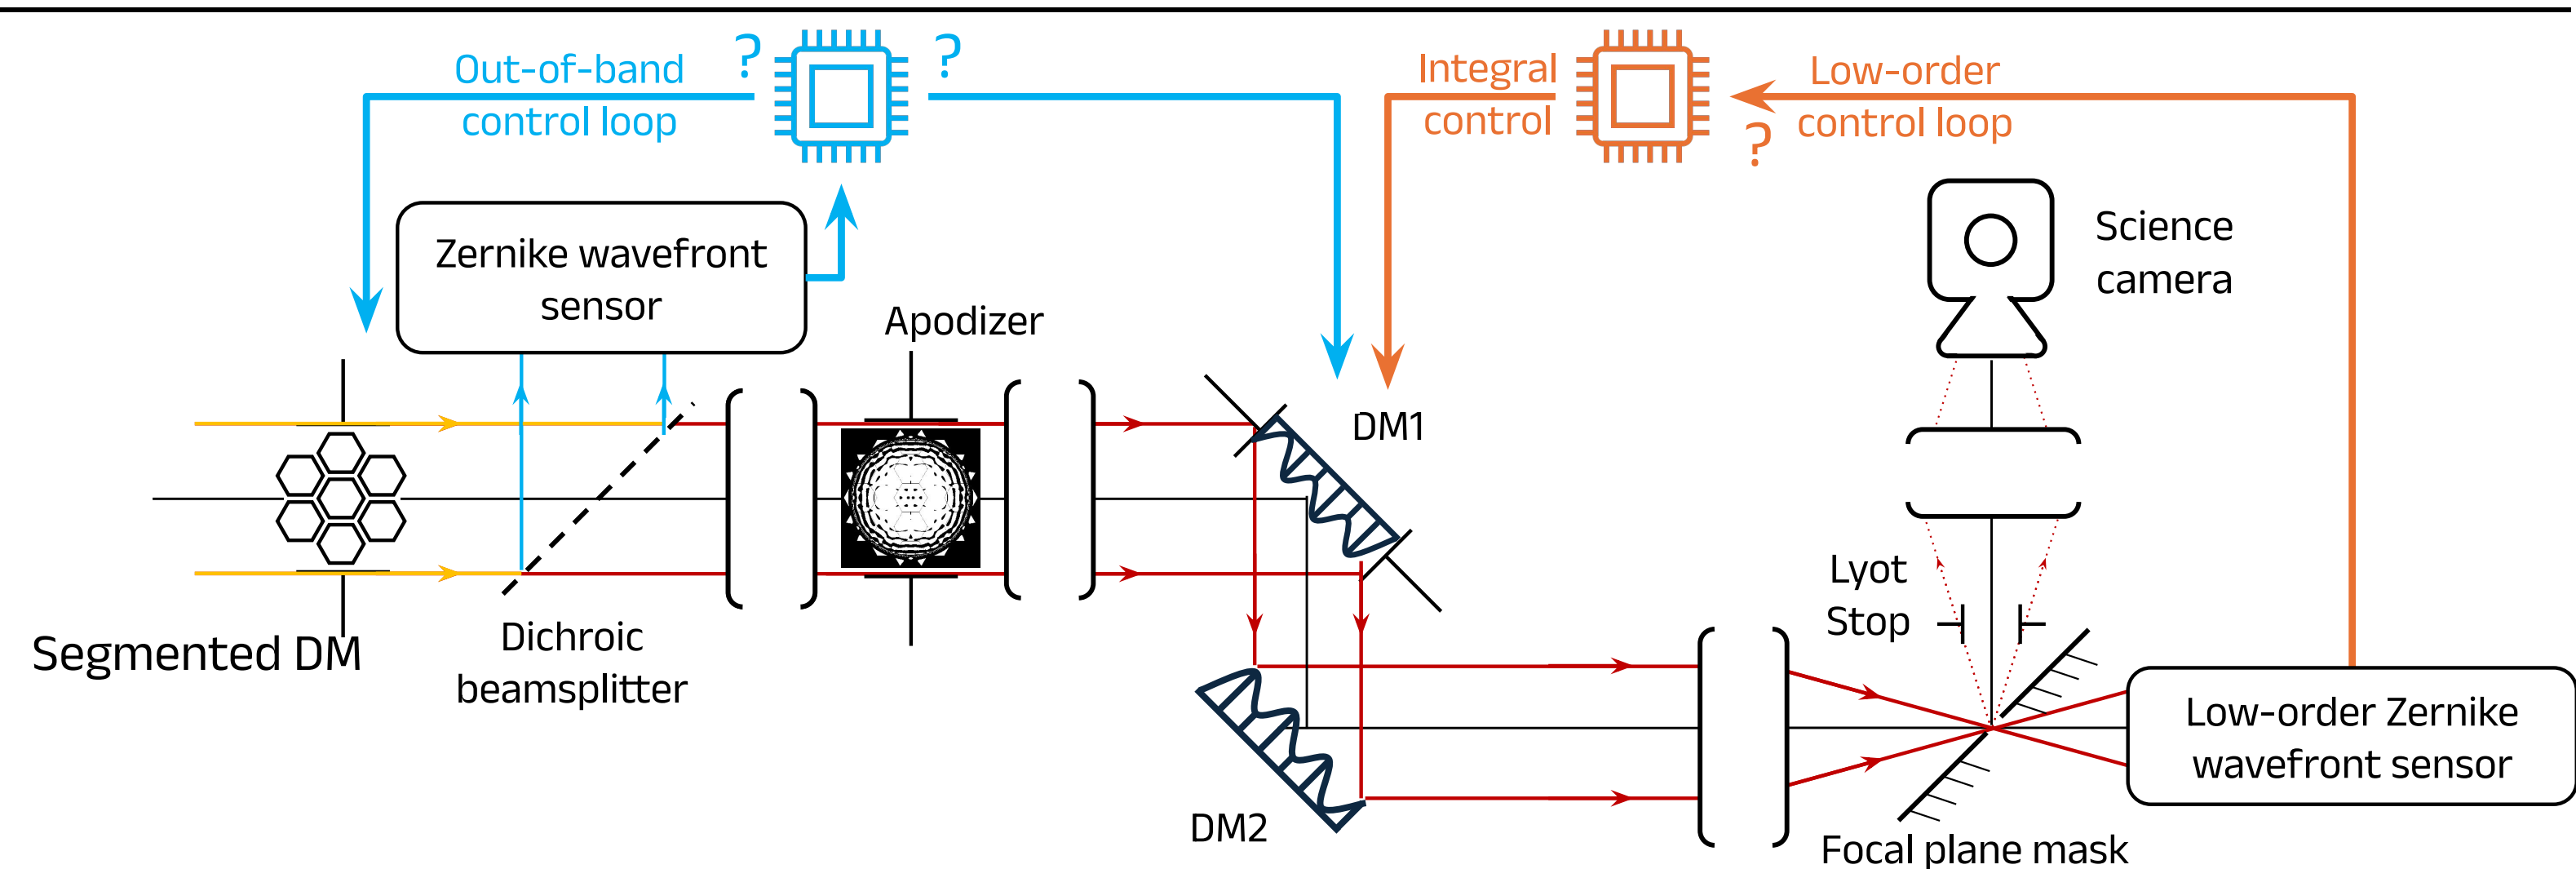 Out-of-band
control loop
?
?
Integral
control
Low-order
control loop
?
Zernike wavefront
sensor
Science
camera
Apodizer
DM1
Lyot
Stop
Segmented DM
Dichroic
beamsplitter
Low-order Zernike
wavefront sensor
DM2
Focal plane mask